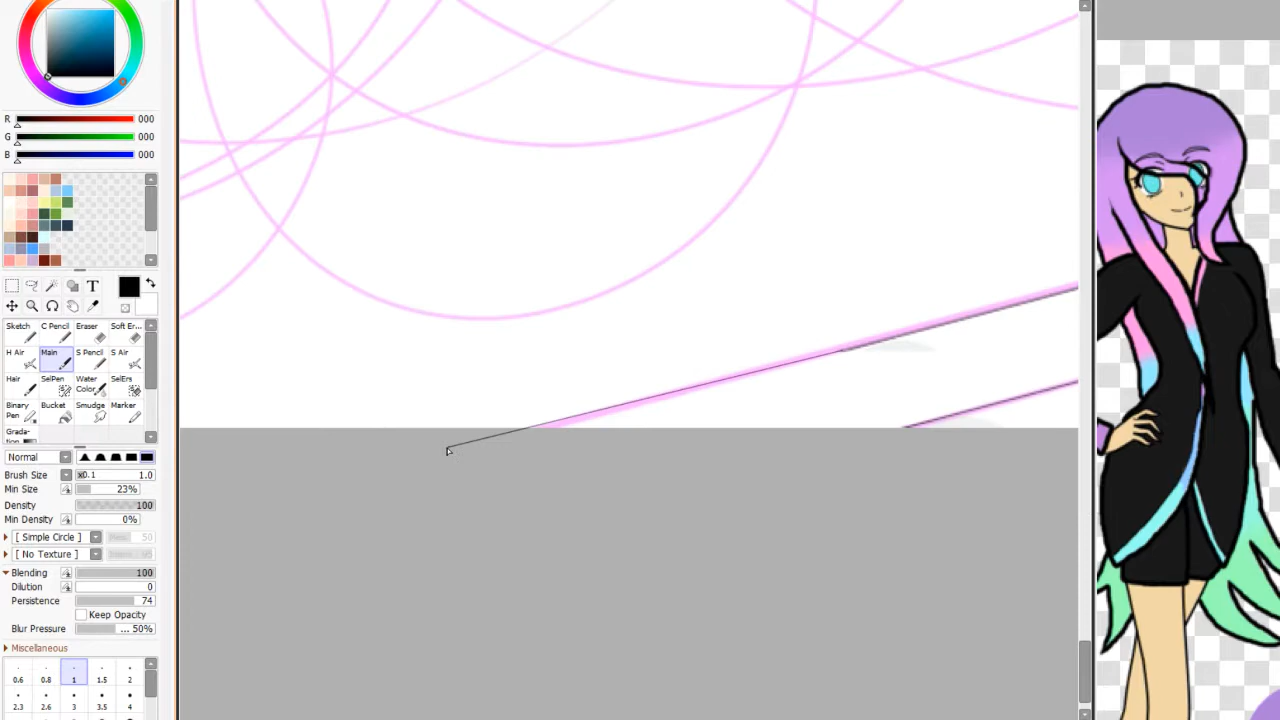 R 000
G 000
B 000
T
Sketch C Pencil Eraser Soft Er...
H Air Main S Pencil S Air
Hair SelPen Water Color SelErs
Binary Pen Bucket Smudge Marker
Grada-
tion
Normal
Brush Size x0.1 1.0
Min Size 23%
Density 100
Min Density 0%
[ Simple Circle ] 50
[ No Texture ]
Blending 100
Dilution 0
Persistence 74
Keep Opacity
Blur Pressure ... 50%
Miscellaneous
0.6 0.8 1 1.5 2
2.3 2.6 3 3.5 4